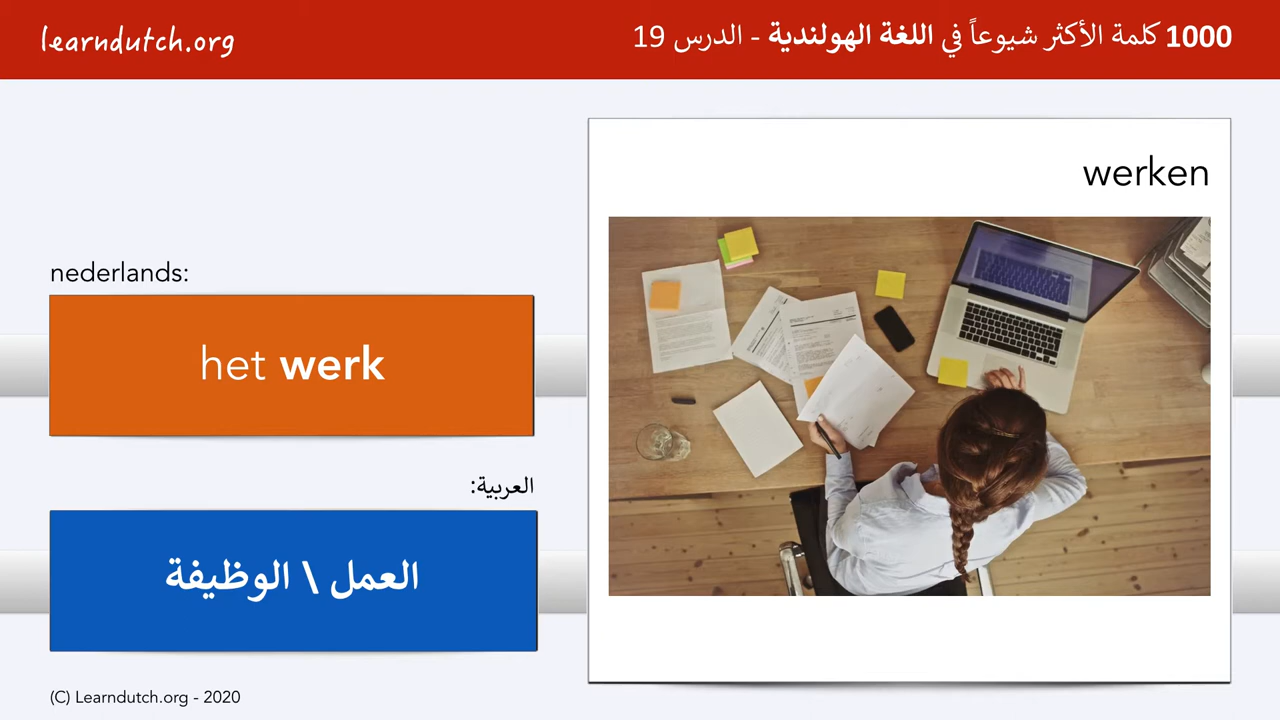 learndutch.org
1000 كلمة الأكثر شيوعاً في اللغة الهولندية - الدرس 19
werken
nederlands:
het werk
العربية:
العمل \ الوظيفة
(C) Learndutch.org - 2020